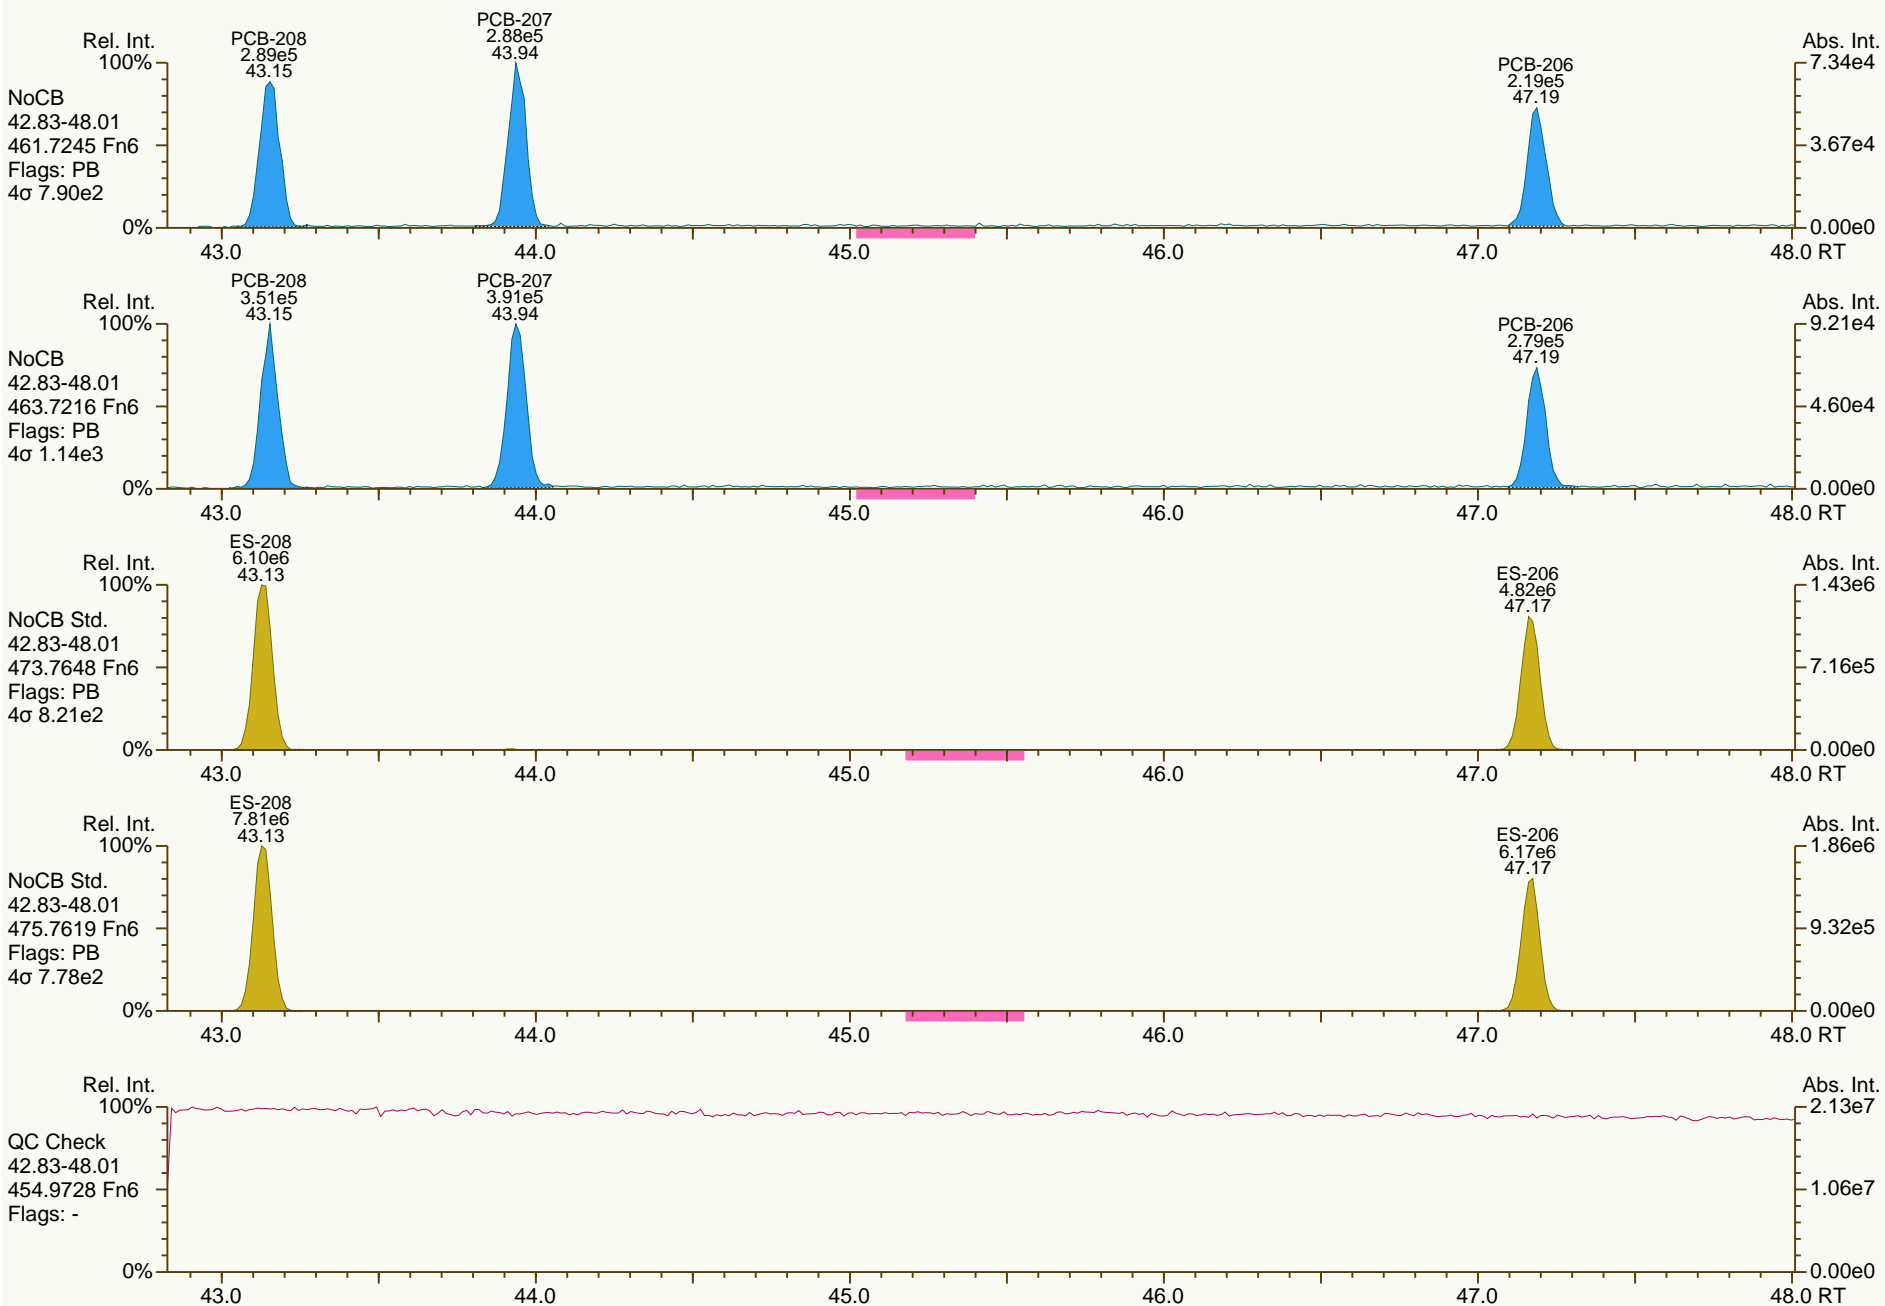 PCB-208
2.89e5
43.15
PCB-207
2.88e5
43.94
PCB-206
2.19e5
47.19
Rel. Int.
Abs. Int.
100%
7.34e4
3.67e4
0%
0.00e0
NoCB
42.83-48.01
461.7245 Fn6
Flags: PB
4σ 7.90e2
43.0 44.0 45.0 46.0 47.0 48.0 RT
PCB-208
3.51e5
43.15
PCB-207
3.91e5
43.94
PCB-206
2.79e5
47.19
Rel. Int.
Abs. Int.
100%
9.21e4
4.60e4
0%
0.00e0
NoCB
42.83-48.01
463.7216 Fn6
Flags: PB
4σ 1.14e3
43.0 44.0 45.0 46.0 47.0 48.0 RT
ES-208
6.10e6
43.13
ES-206
4.82e6
47.17
Rel. Int.
Abs. Int.
100%
1.43e6
7.16e5
0%
0.00e0
NoCB Std.
42.83-48.01
473.7648 Fn6
Flags: PB
4σ 8.21e2
43.0 44.0 45.0 46.0 47.0 48.0 RT
ES-208
7.81e6
43.13
ES-206
6.17e6
47.17
Rel. Int.
Abs. Int.
100%
1.86e6
9.32e5
0%
0.00e0
NoCB Std.
42.83-48.01
475.7619 Fn6
Flags: PB
4σ 7.78e2
43.0 44.0 45.0 46.0 47.0 48.0 RT
Rel. Int.
Abs. Int.
100%
2.13e7
1.06e7
0%
0.00e0
QC Check
42.83-48.01
454.9728 Fn6
Flags: -
43.0 44.0 45.0 46.0 47.0 48.0 RT